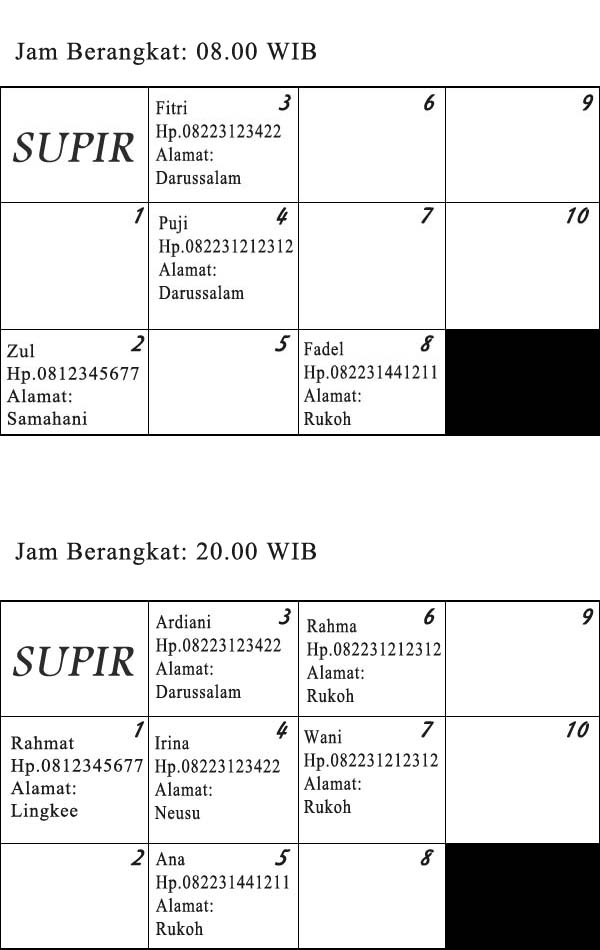 Jam Berangkat: 08.00 WIB
SUPIR
3
Fitri
Hp.08223123422
Alamat:
Darussalam
6
9
1
4
Puji
Hp.082231212312
Alamat:
Darussalam
7
10
2
Zul
Hp.0812345677
Alamat:
Samahani
5
8
Fadel
Hp.082231441211
Alamat:
Rukoh
Jam Berangkat: 20.00 WIB
SUPIR
3
Ardiani
Hp.08223123422
Alamat:
Darussalam
6
Rahma
Hp.082231212312
Alamat:
Rukoh
9
1
Rahmat
Hp.0812345677
Alamat:
Lingkee
4
Irina
Hp.08223123422
Alamat:
Neusu
7
Wani
Hp.082231212312
Alamat:
Rukoh
10
2
5
Ana
Hp.082231441211
Alamat:
Rukoh
8